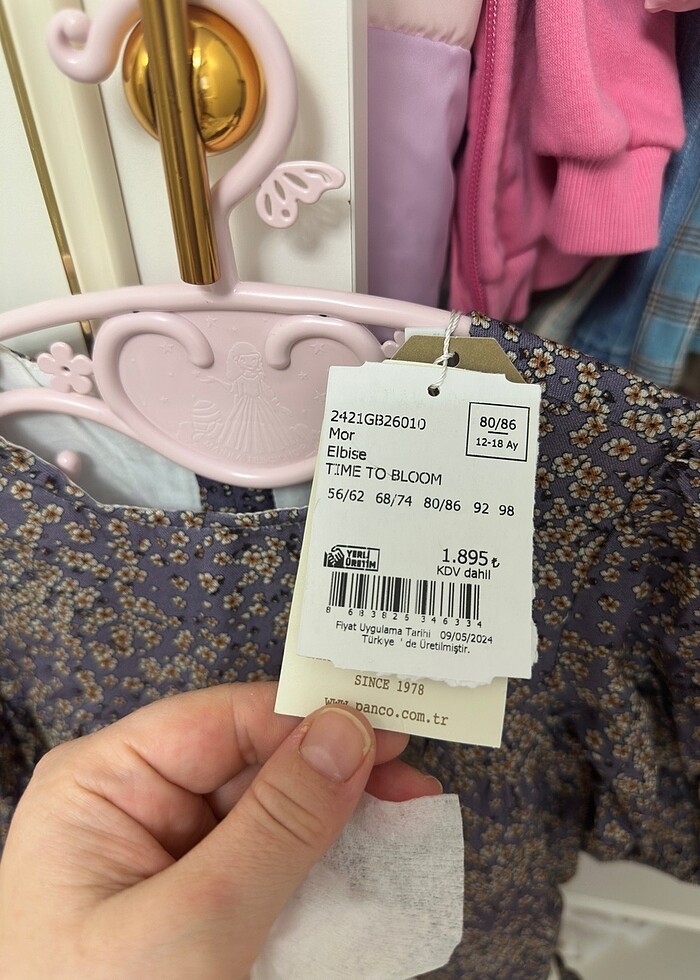 2421GB26010
Mor
Elbise
TIME TO BLOOM
80/86
12-18 Ay
56/62 68/74 80/86 92 98
YERLİ
ÜRETİM
1.895₺
KDV dahil
8 683825 346334
Fiyat Uygulama Tarihi 09/05/2024
Türkiye ' de Üretilmiştir.
SINCE 1978
www.panco.com.tr